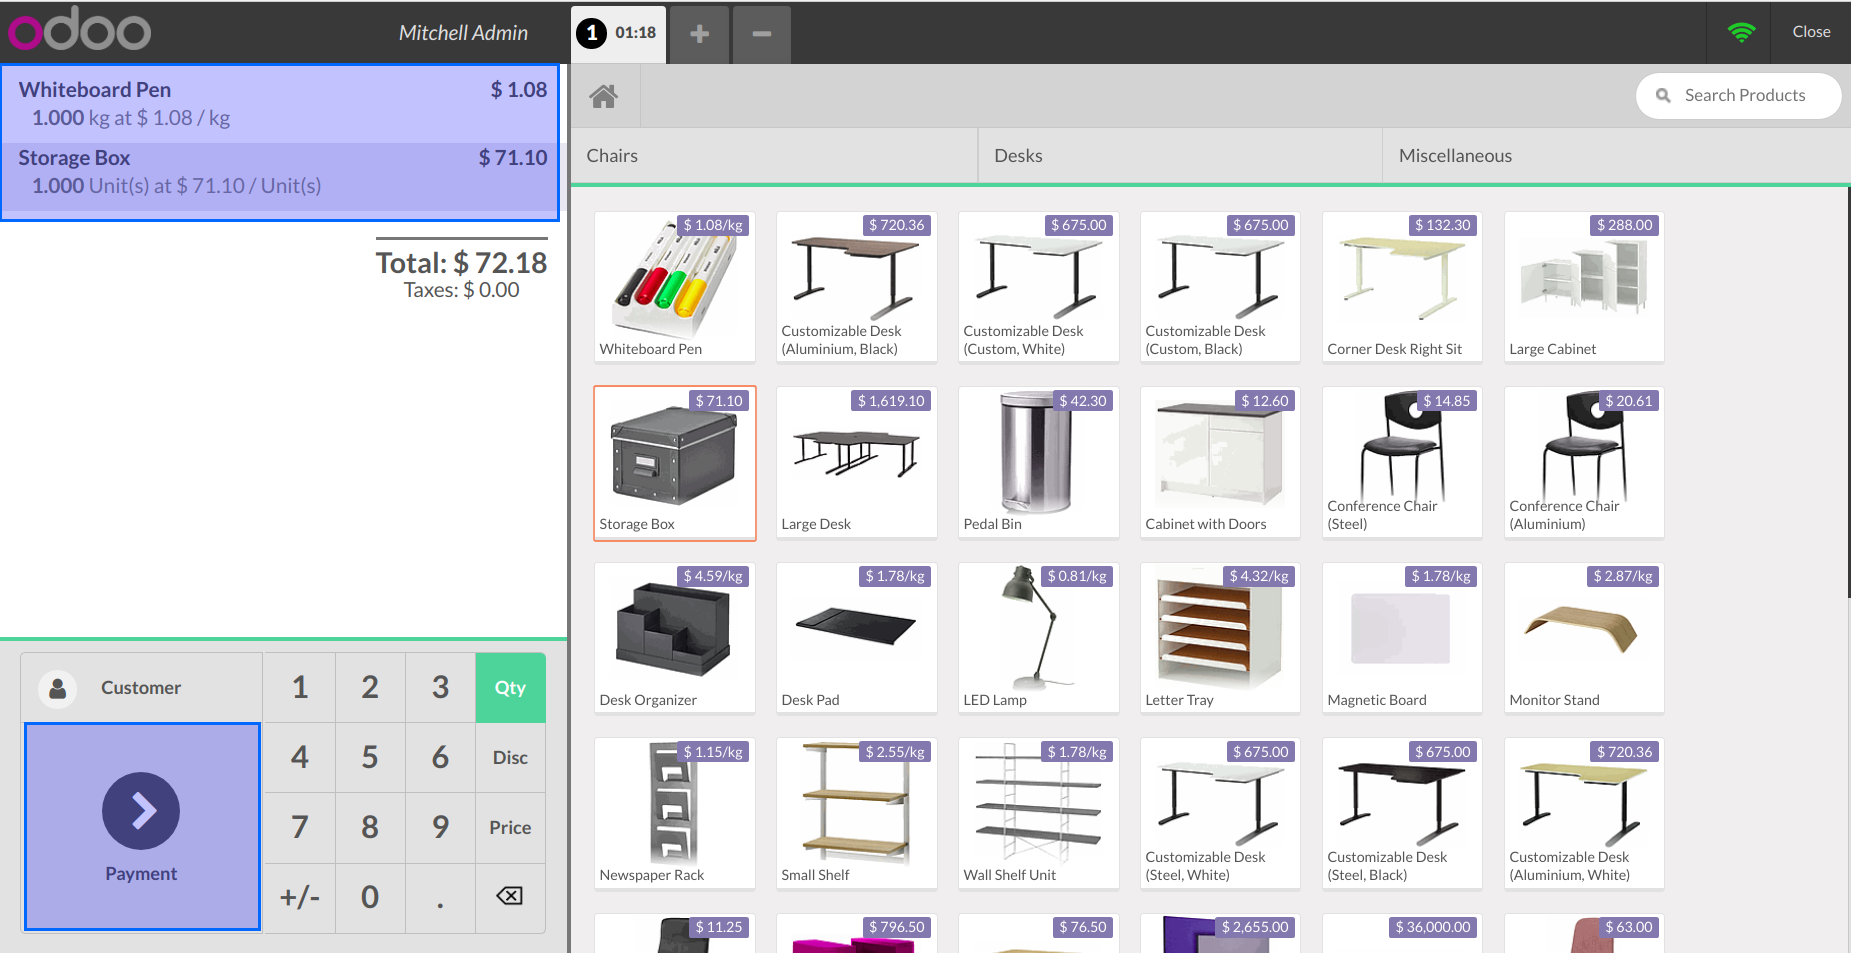 odoo
Mitchell Admin
1 01:18
Close
Whiteboard Pen $ 1.08
1.000 kg at $ 1.08 / kg
Storage Box $ 71.10
1.000 Unit(s) at $ 71.10 / Unit(s)
Total: $ 72.18
Taxes: $ 0.00
Customer
1 2 3 Qty
4 5 6 Disc
7 8 9 Price
+/- 0 .
Payment
Search Products
Chairs
Desks
Miscellaneous
$ 1.08/kg
Whiteboard Pen
$ 720.36
Customizable Desk
(Aluminium, Black)
$ 675.00
Customizable Desk
(Custom, White)
$ 675.00
Customizable Desk
(Custom, Black)
$ 132.30
Corner Desk Right Sit
$ 288.00
Large Cabinet
$ 71.10
Storage Box
$ 1,619.10
Large Desk
$ 42.30
Pedal Bin
$ 12.60
Cabinet with Doors
$ 14.85
Conference Chair
(Steel)
$ 20.61
Conference Chair
(Aluminium)
$ 4.59/kg
Desk Organizer
$ 1.78/kg
Desk Pad
$ 0.81/kg
LED Lamp
$ 4.32/kg
Letter Tray
$ 1.78/kg
Magnetic Board
$ 2.87/kg
Monitor Stand
$ 1.15/kg
Newspaper Rack
$ 2.55/kg
Small Shelf
$ 1.78/kg
Wall Shelf Unit
$ 675.00
Customizable Desk
(Steel, White)
$ 675.00
Customizable Desk
(Steel, Black)
$ 720.36
Customizable Desk
(Aluminium, White)
$ 11.25
$ 796.50
$ 76.50
$ 2,655.00
$ 36,000.00
$ 63.00